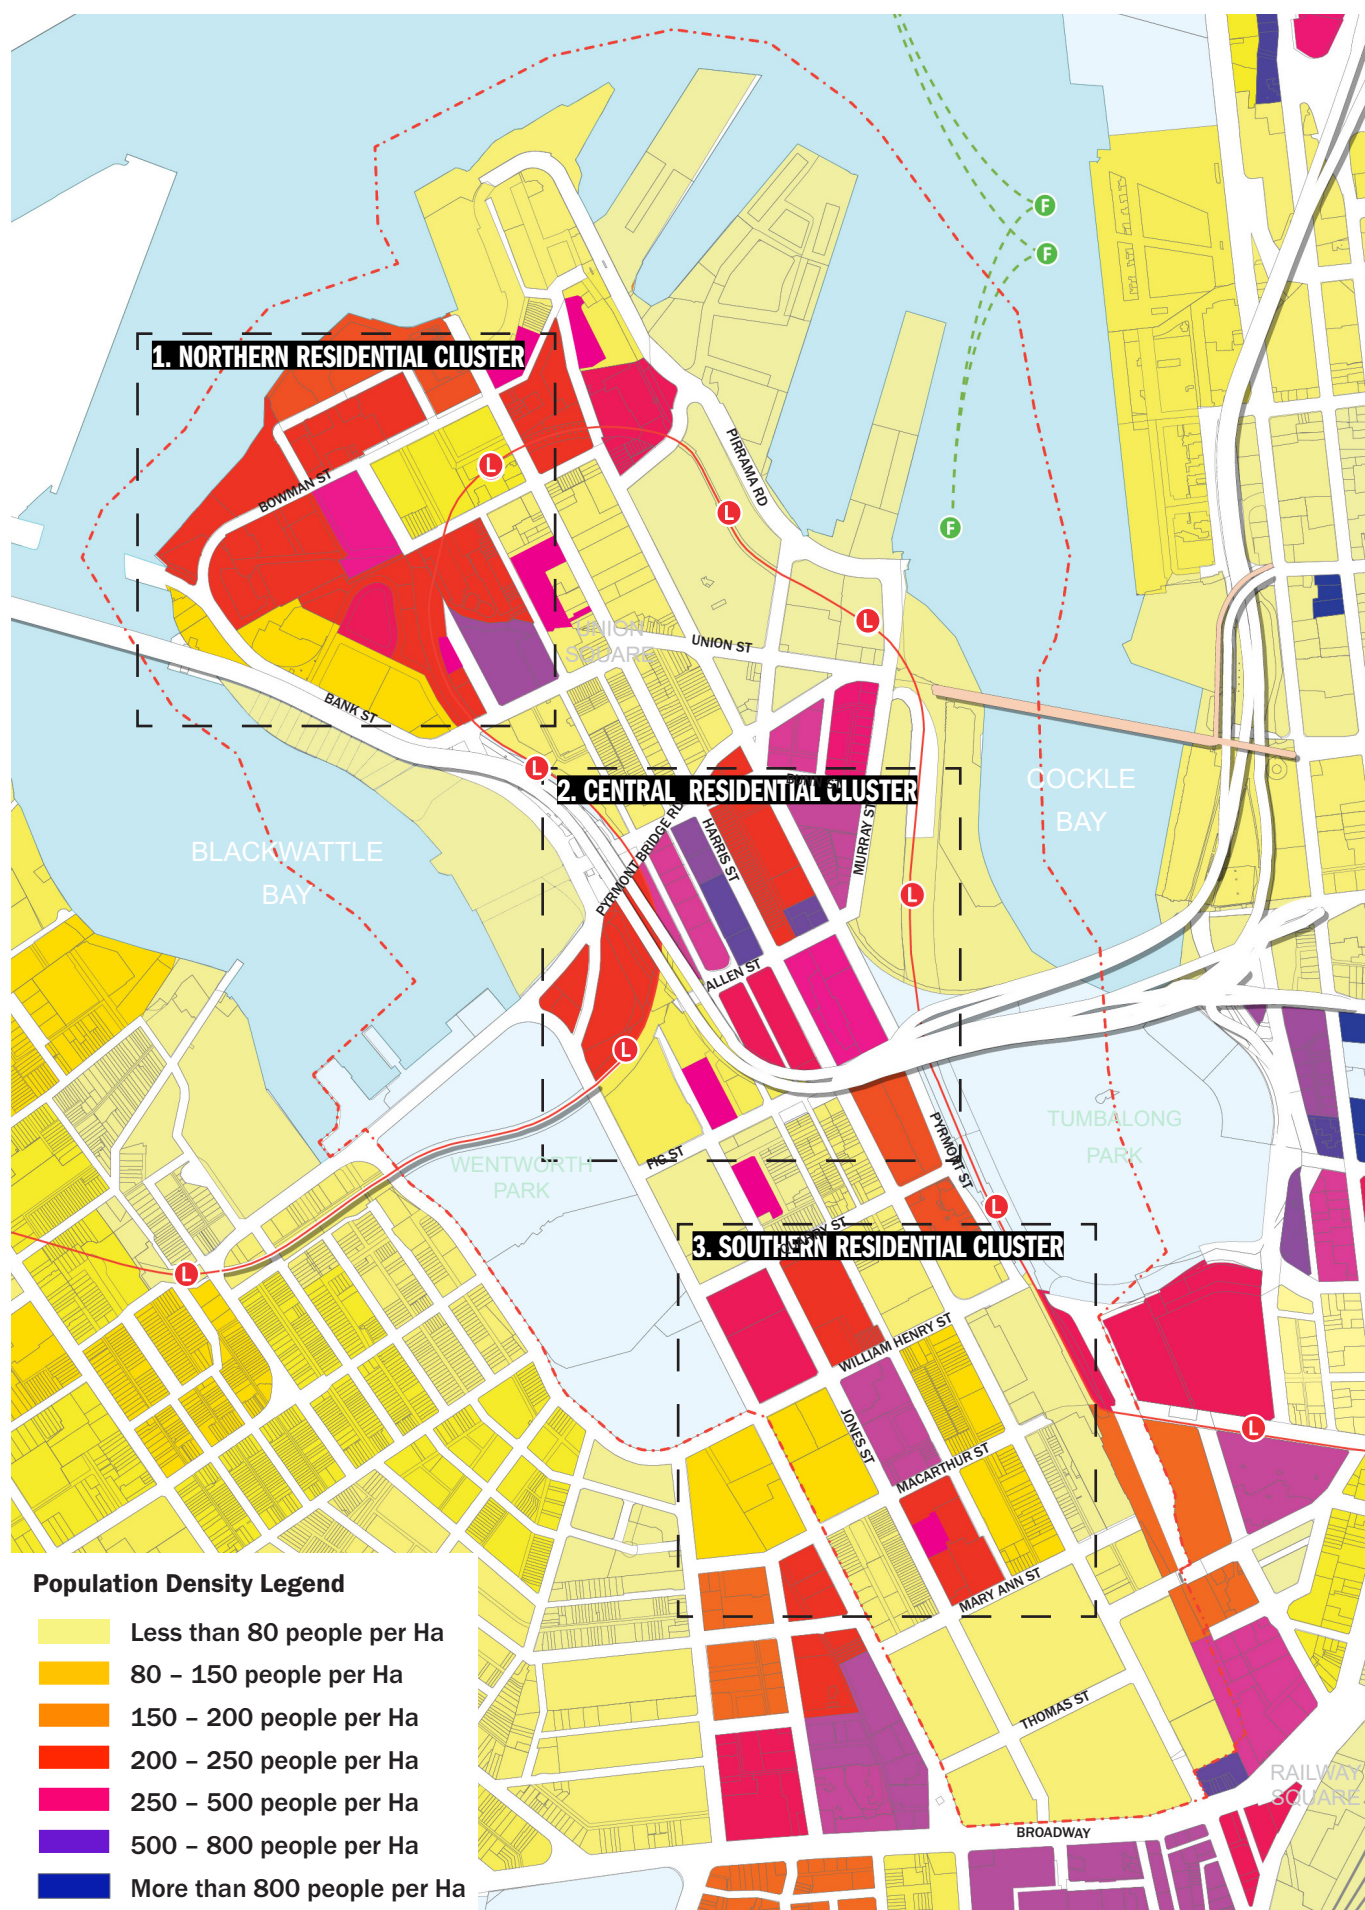 F
F
1. NORTHERN RESIDENTIAL CLUSTER
PIRRAMA RD
L
BOWMAN ST
L
F
L
UNION
SQUARE
UNION ST
BANK ST
L
2. CENTRAL RESIDENTIAL CLUSTER
BUNN ST
COCKLE
BAY
HARRIS ST
MURRAY ST
PYRMONT BRIDGE RD
BLACKWATTLE
BAY
L
ALLEN ST
L
PYRMONT ST
TUMBALONG
PARK
FIG ST
WENTWORTH
PARK
L
QUARRY ST
3. SOUTHERN RESIDENTIAL CLUSTER
L
WILLIAM HENRY ST
JONES ST
L
MACARTHUR ST
MARY ANN ST
THOMAS ST
RAILWAY
SQUARE
BROADWAY
Population Density Legend
Less than 80 people per Ha
80 – 150 people per Ha
150 – 200 people per Ha
200 – 250 people per Ha
250 – 500 people per Ha
500 – 800 people per Ha
More than 800 people per Ha